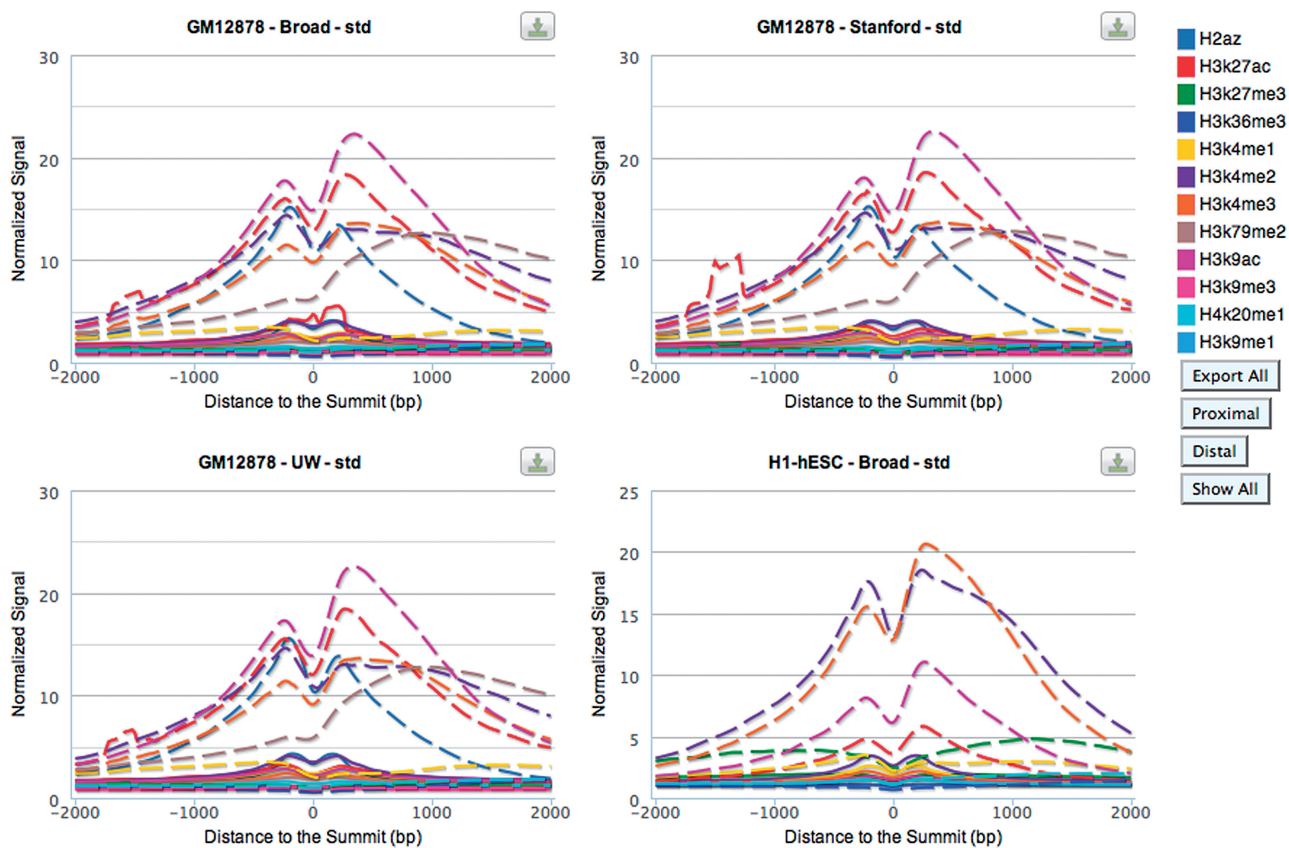 GM12878 - Broad - std
30
20
10
0
Normalized Signal
−2000 −1000 0 1000 2000
Distance to the Summit (bp)
GM12878 - Stanford - std
30
20
10
0
Normalized Signal
−2000 −1000 0 1000 2000
Distance to the Summit (bp)
H2az
H3k27ac
H3k27me3
H3k36me3
H3k4me1
H3k4me2
H3k4me3
H3k79me2
H3k9ac
H3k9me3
H4k20me1
H3k9me1
Export All
Proximal
Distal
Show All
GM12878 - UW - std
30
20
10
0
Normalized Signal
−2000 −1000 0 1000 2000
Distance to the Summit (bp)
H1-hESC - Broad - std
25
20
15
10
5
0
Normalized Signal
−2000 −1000 0 1000 2000
Distance to the Summit (bp)